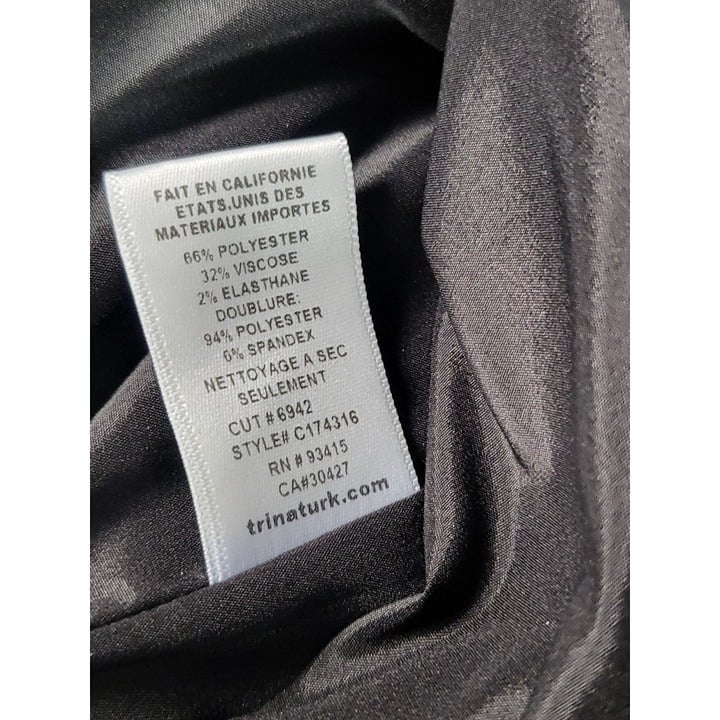 FAIT EN CALIFORNIE
ETATS.UNIS DES
MATERIAUX IMPORTES
66% POLYESTER
32% VISCOSE
2% ELASTHANE
DOUBLURE:
94% POLYESTER
6% SPANDEX
NETTOYAGE A SEC
SEULEMENT
CUT # 6942
STYLE# C174316
RN # 93415
CA#30427
trinaturk.com